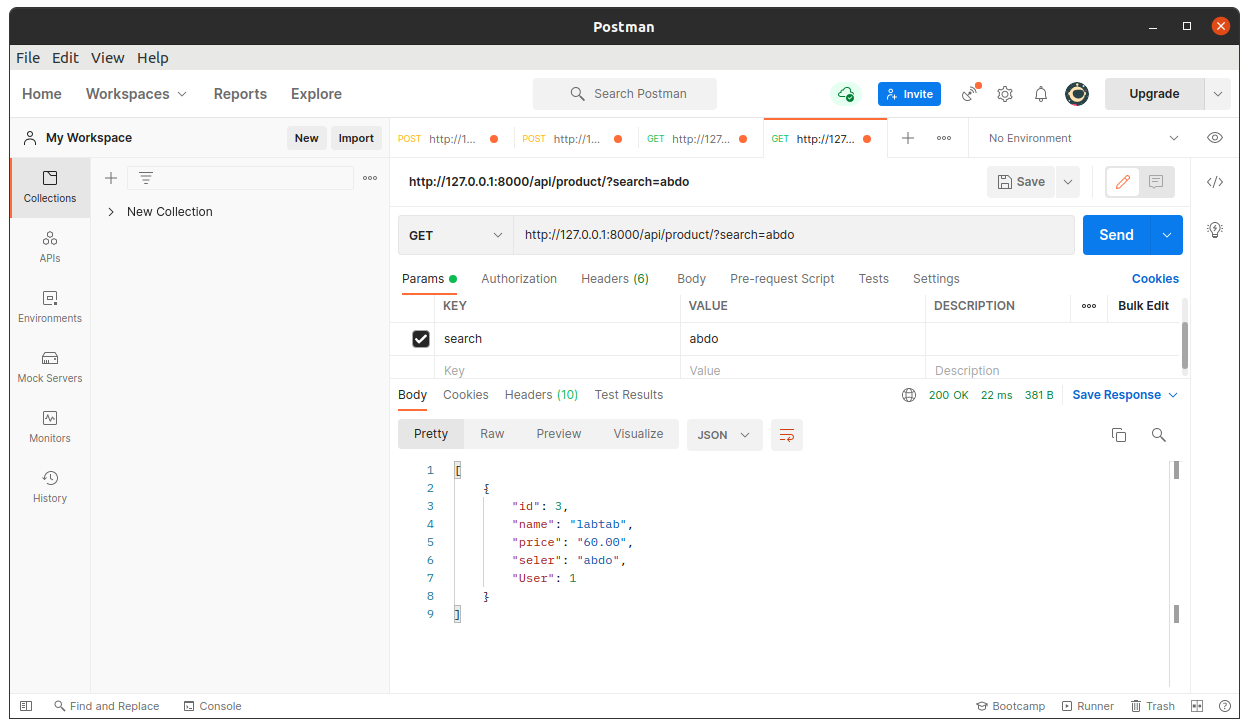 Postman
File Edit View Help
Home Workspaces Reports Explore Search Postman Invite Upgrade
My Workspace New Import POST http://1... POST http://1... GET http://127... GET http://127... No Environment
Collections
APIs
Environments
Mock Servers
Monitors
History
New Collection
http://127.0.0.1:8000/api/product/?search=abdo Save
GET http://127.0.0.1:8000/api/product/?search=abdo Send
Params Authorization Headers (6) Body Pre-request Script Tests Settings Cookies
KEY VALUE DESCRIPTION Bulk Edit
search abdo
Key Value Description
Body Cookies Headers (10) Test Results 200 OK 22 ms 381 B Save Response
Pretty Raw Preview Visualize JSON
1 [
2 {
3 "id": 3,
4 "name": "labtab",
5 "price": "60.00",
6 "seler": "abdo",
7 "User": 1
8 }
9 ]
Find and Replace Console Bootcamp Runner Trash